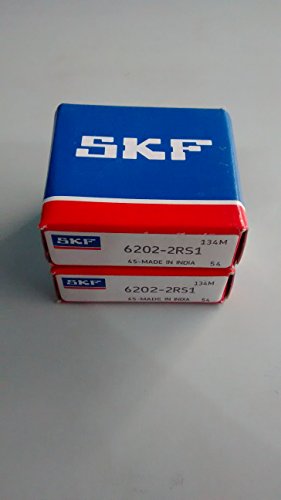 SKF
134M
SKF 6202-2RS1
45-MADE IN INDIA 54
134M
SKF 6202-2RS1
45-MADE IN INDIA 54